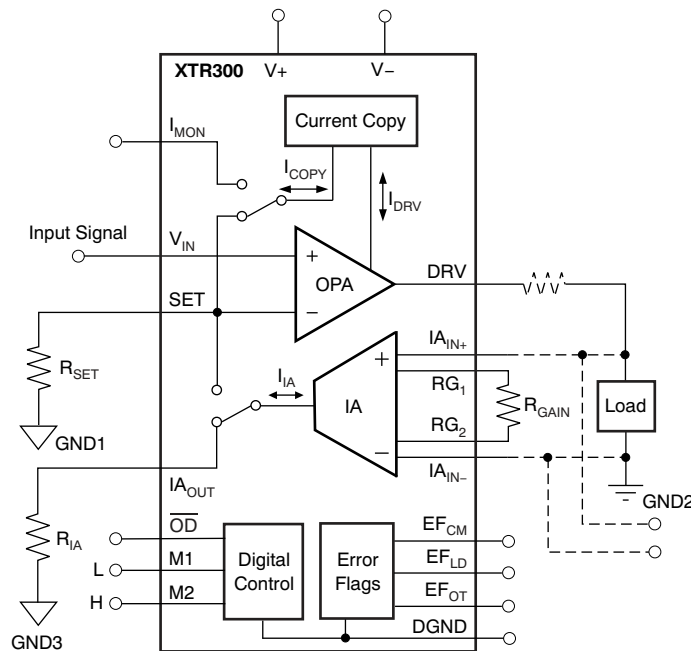 V+
V−
XTR300
Current Copy
I_MON
I_COPY
I_DRV
Input Signal
V_IN
+
OPA
DRV
SET
−
IA_IN+
R_SET
I_IA
+
IA
RG_1
R_GAIN
Load
RG_2
GND1
−
IA_IN−
IA_OUT
GND2
R_IA
O̅D̅
EF_CM
L
M1
Digital
Control
Error
Flags
EF_LD
H
M2
EF_OT
GND3
DGND